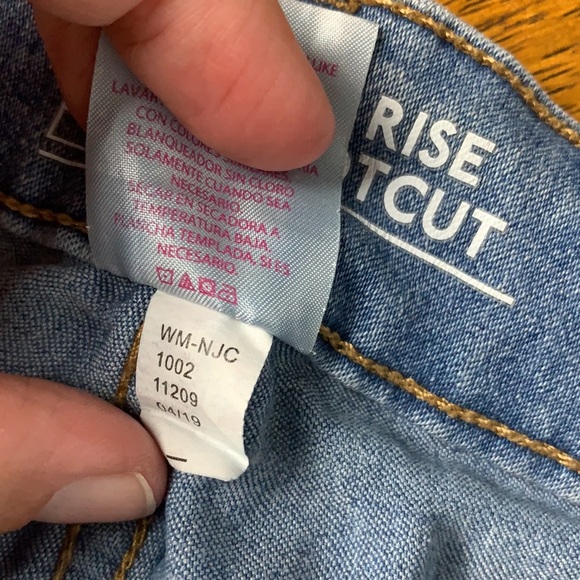 LIKE
CON COLORES
BLANQUEADOR SIN CLORO
SOLAMENTE CUANDO SEA
NECESARIO.
SECAR EN SECADORA A
TEMPERATURA BAJA,
PLANCHA TEMPLADA, SI ES
NECESARIO.
WM-NJC
1002
11209
04/19
RISE
TCUT